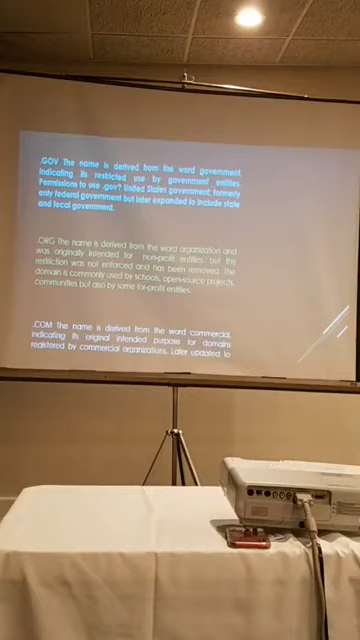 .GOV The name is derived from the word government,
indicating its restricted use by government entities.
Permissions to use .gov? United States government; formerly
only federal government but later expanded to include state
and local government.
.ORG The name is derived from the word organization and
was originally intended for non-profit entities, but this
restriction was not enforced and has been removed. The
domain is commonly used by schools, open-source projects,
communities but also by some for-profit entities.
.COM The name is derived from the word commercial,
indicating its original intended purpose for domains
registered by commercial organizations. Later updated to